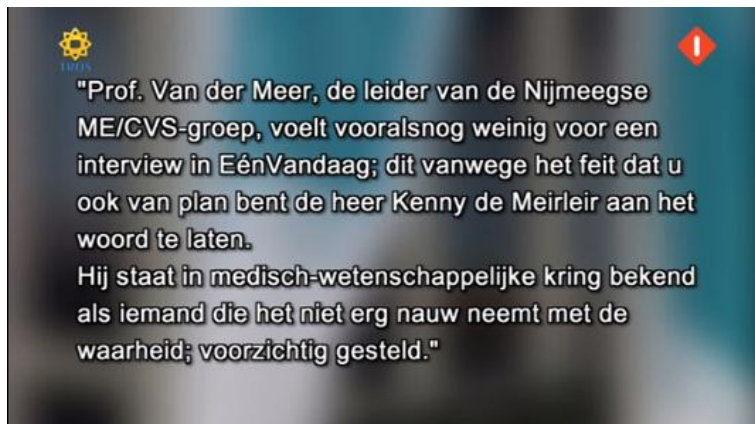 TROS
1
"Prof. Van der Meer, de leider van de Nijmeegse
ME/CVS-groep, voelt vooralsnog weinig voor een
interview in EénVandaag; dit vanwege het feit dat u
ook van plan bent de heer Kenny de Meirleir aan het
woord te laten.
Hij staat in medisch-wetenschappelijke kring bekend
als iemand die het niet erg nauw neemt met de
waarheid; voorzichtig gesteld."